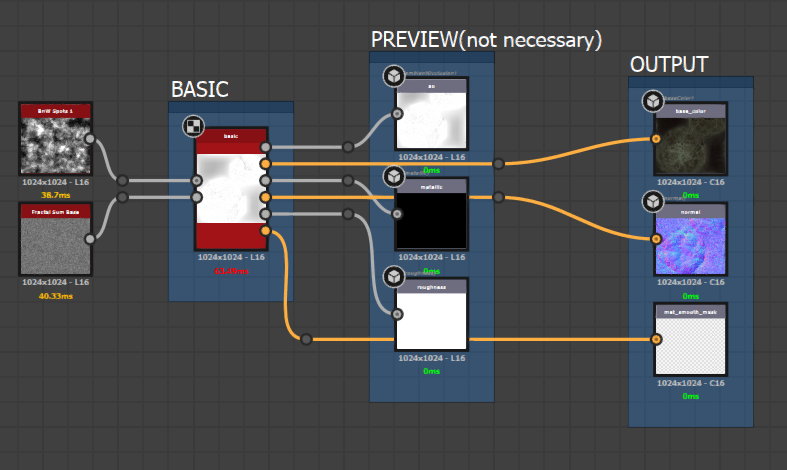 PREVIEW(not necessary)
BASIC
OUTPUT
BnW Spots 1
1024x1024 - L16
38.7ms
Fractal Sum Base
1024x1024 - L16
40.33ms
basic
1024x1024 - L16
ao
1024x1024 - L16
0ms
metallic
1024x1024 - L16
0ms
roughness
1024x1024 - L16
0ms
base_color
1024x1024 - C16
0ms
normal
1024x1024 - C16
0ms
mat_smooth_mask
1024x1024 - C16
0ms